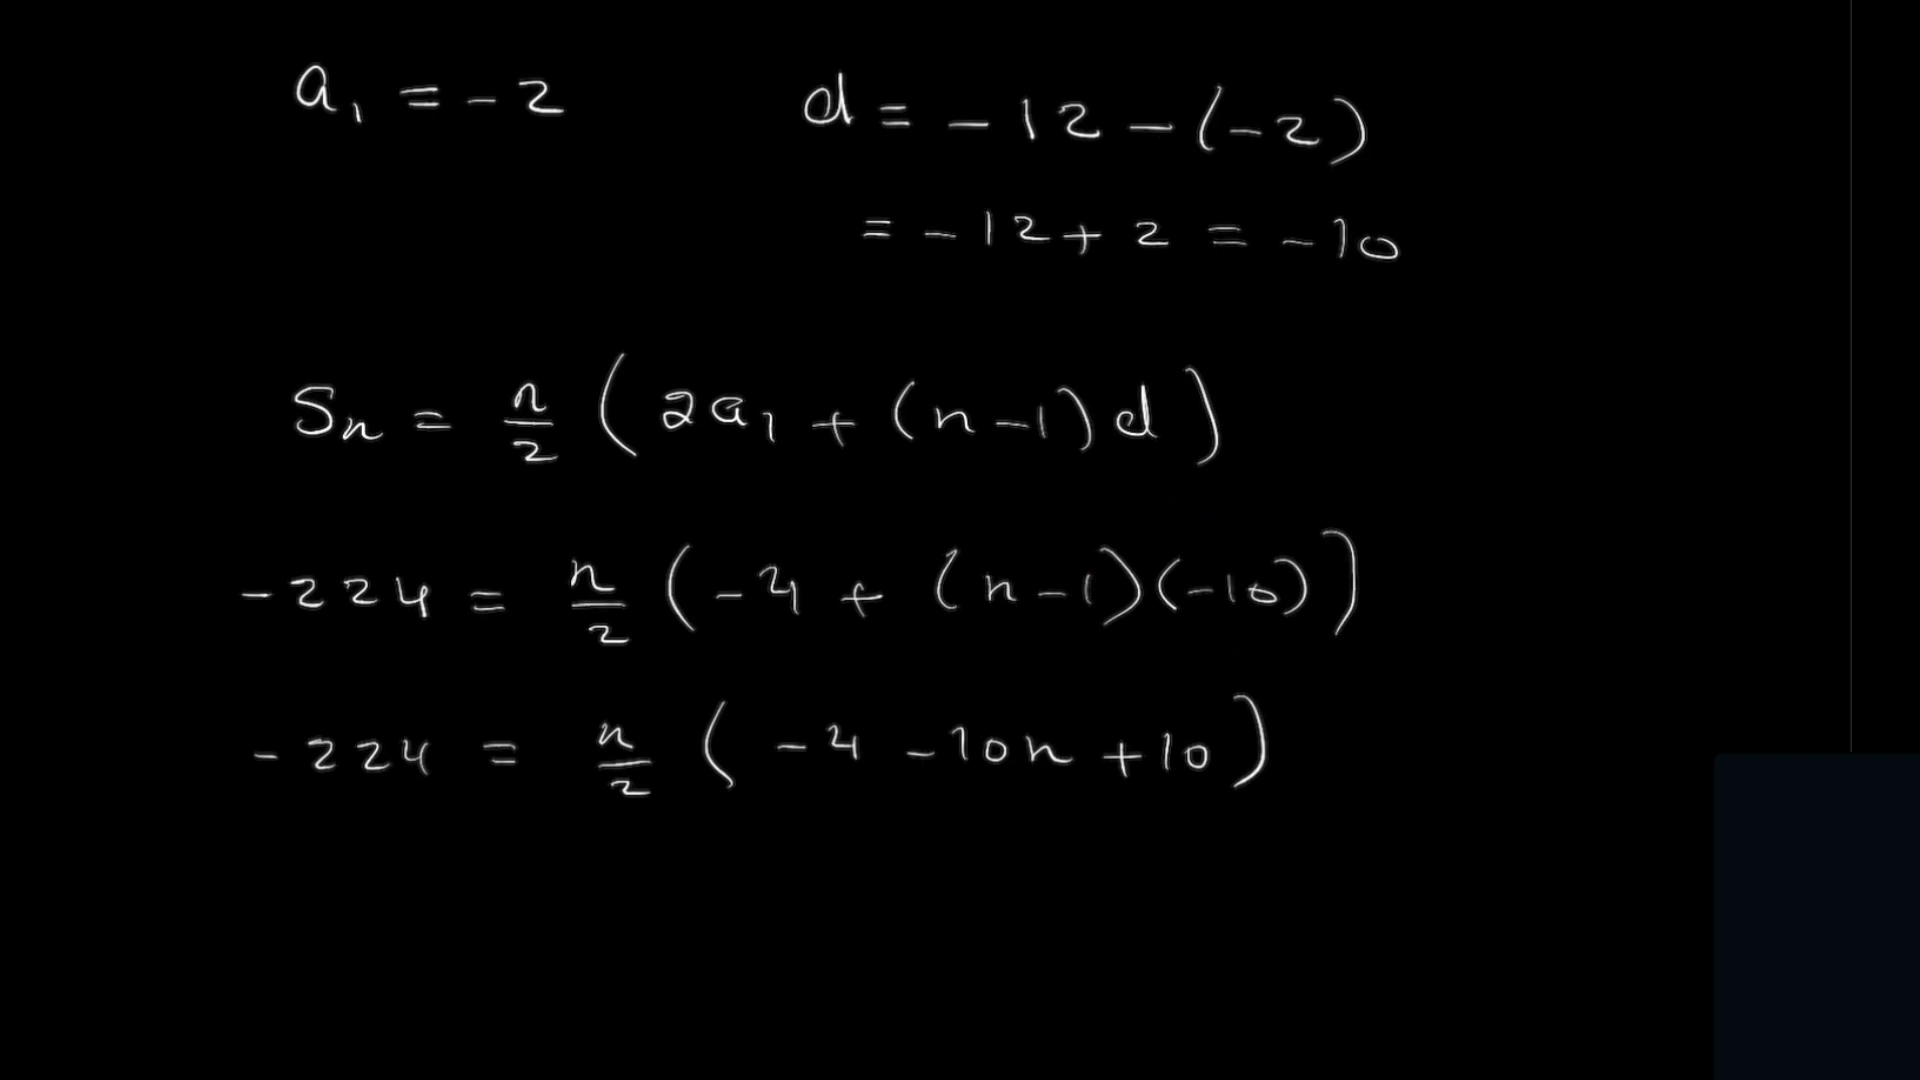 a₁ = -2
d = -12 - (-2)
= -12 + 2 = -10
Sn = n/2 (2a₁ + (n-1)d)
-224 = n/2 (-4 + (n-1)(-10))
-224 = n/2 (-4 - 10n + 10)